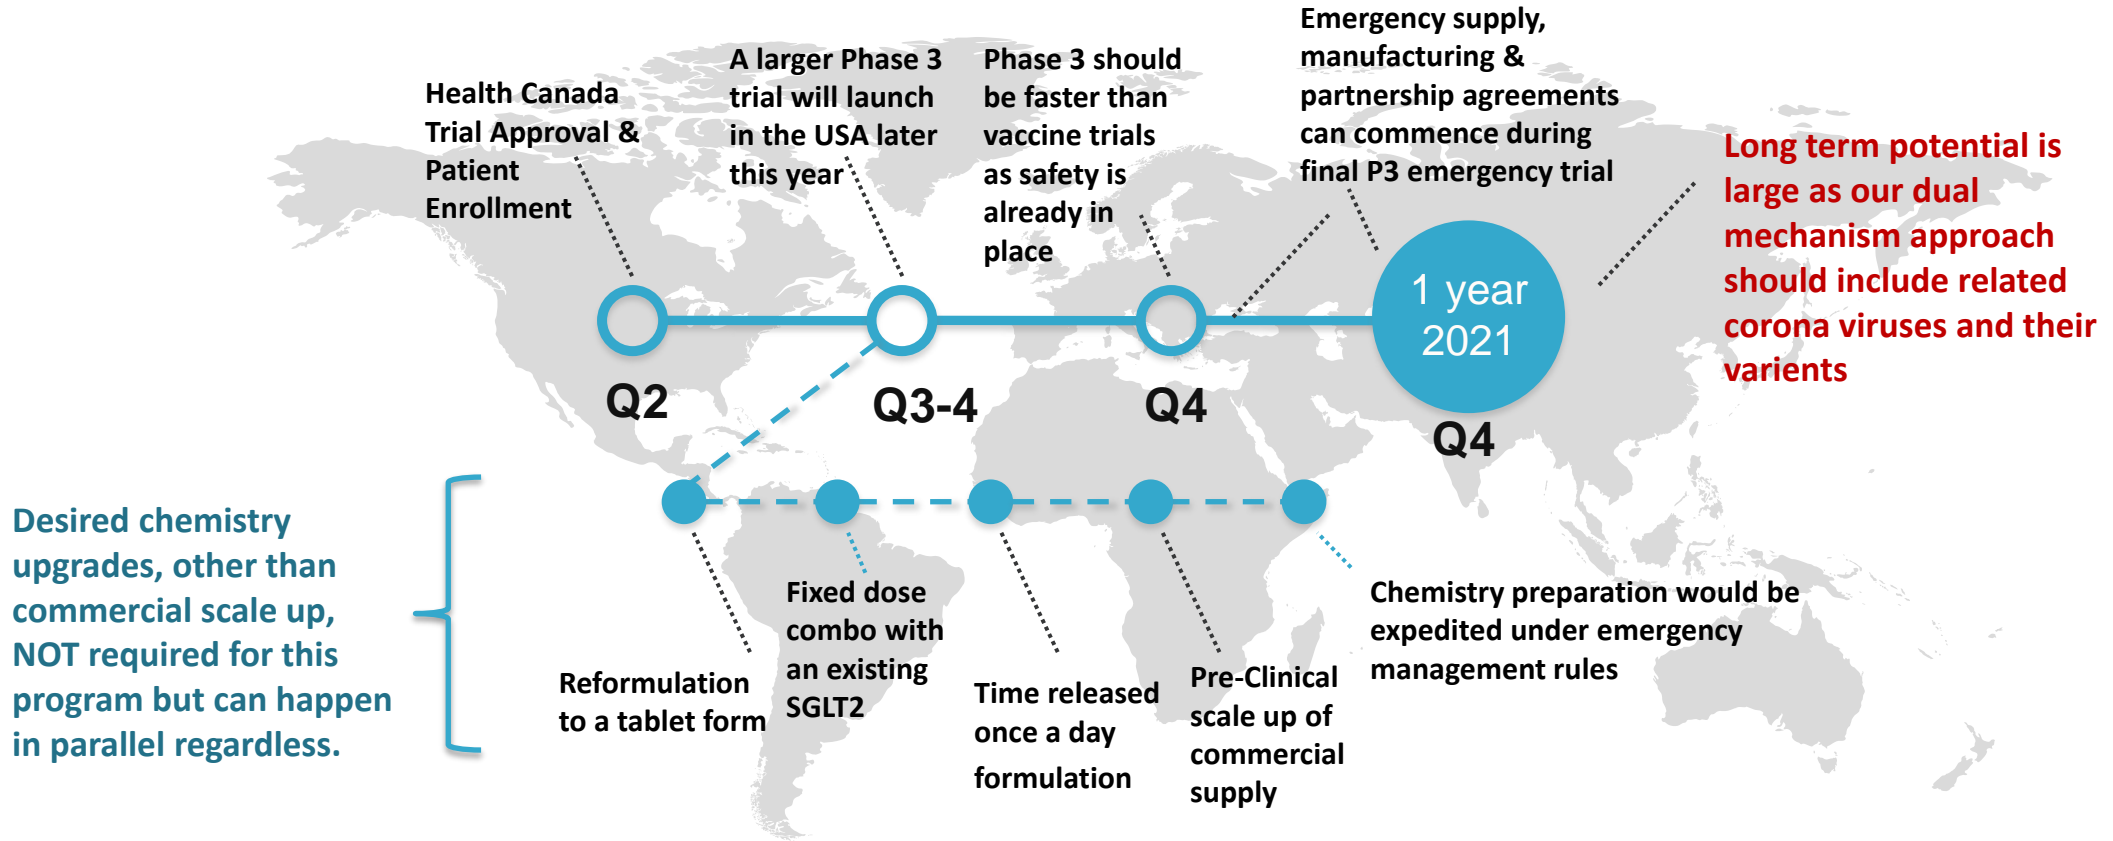 Health Canada
Trial Approval &
Patient
Enrollment
A larger Phase 3
trial will launch
in the USA later
this year
Phase 3 should
be faster than
vaccine trials
as safety is
already in
place
Emergency supply,
manufacturing &
partnership agreements
can commence during
final P3 emergency trial
Long term potential is
large as our dual
mechanism approach
should include related
corona viruses and their
varients
1 year
2021
Q2
Q3-4
Q4
Q4
Desired chemistry
upgrades, other than
commercial scale up,
NOT required for this
program but can happen
in parallel regardless.
Reformulation
to a tablet form
Fixed dose
combo with
an existing
SGLT2
Time released
once a day
formulation
Pre-Clinical
scale up of
commercial
supply
Chemistry preparation would be
expedited under emergency
management rules